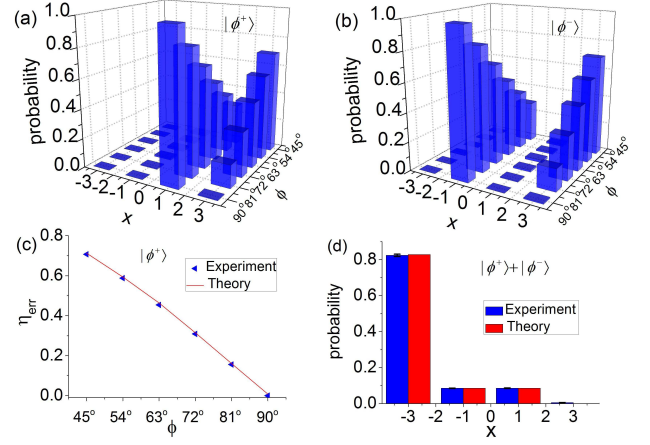 (a)
|ϕ⁺⟩
probability
1.0
0.8
0.6
0.4
0.2
0.0
-3 -2 -1 0 1 2 3
x
90° 81° 72° 63° 54° 45°
ϕ
(b)
|ϕ⁻⟩
probability
1.0
0.8
0.6
0.4
0.2
0.0
-3 -2 -1 0 1 2 3
x
90° 81° 72° 63° 54° 45°
ϕ
(c)
|ϕ⁺⟩
Experiment
Theory
η_err
0.8
0.6
0.4
0.2
0.0
45° 54° 63° 72° 81° 90°
ϕ
(d)
|ϕ⁺⟩+|ϕ⁻⟩
Experiment
Theory
probability
0.8
0.6
0.4
0.2
0.0
-3 -2 -1 0 1 2 3
x